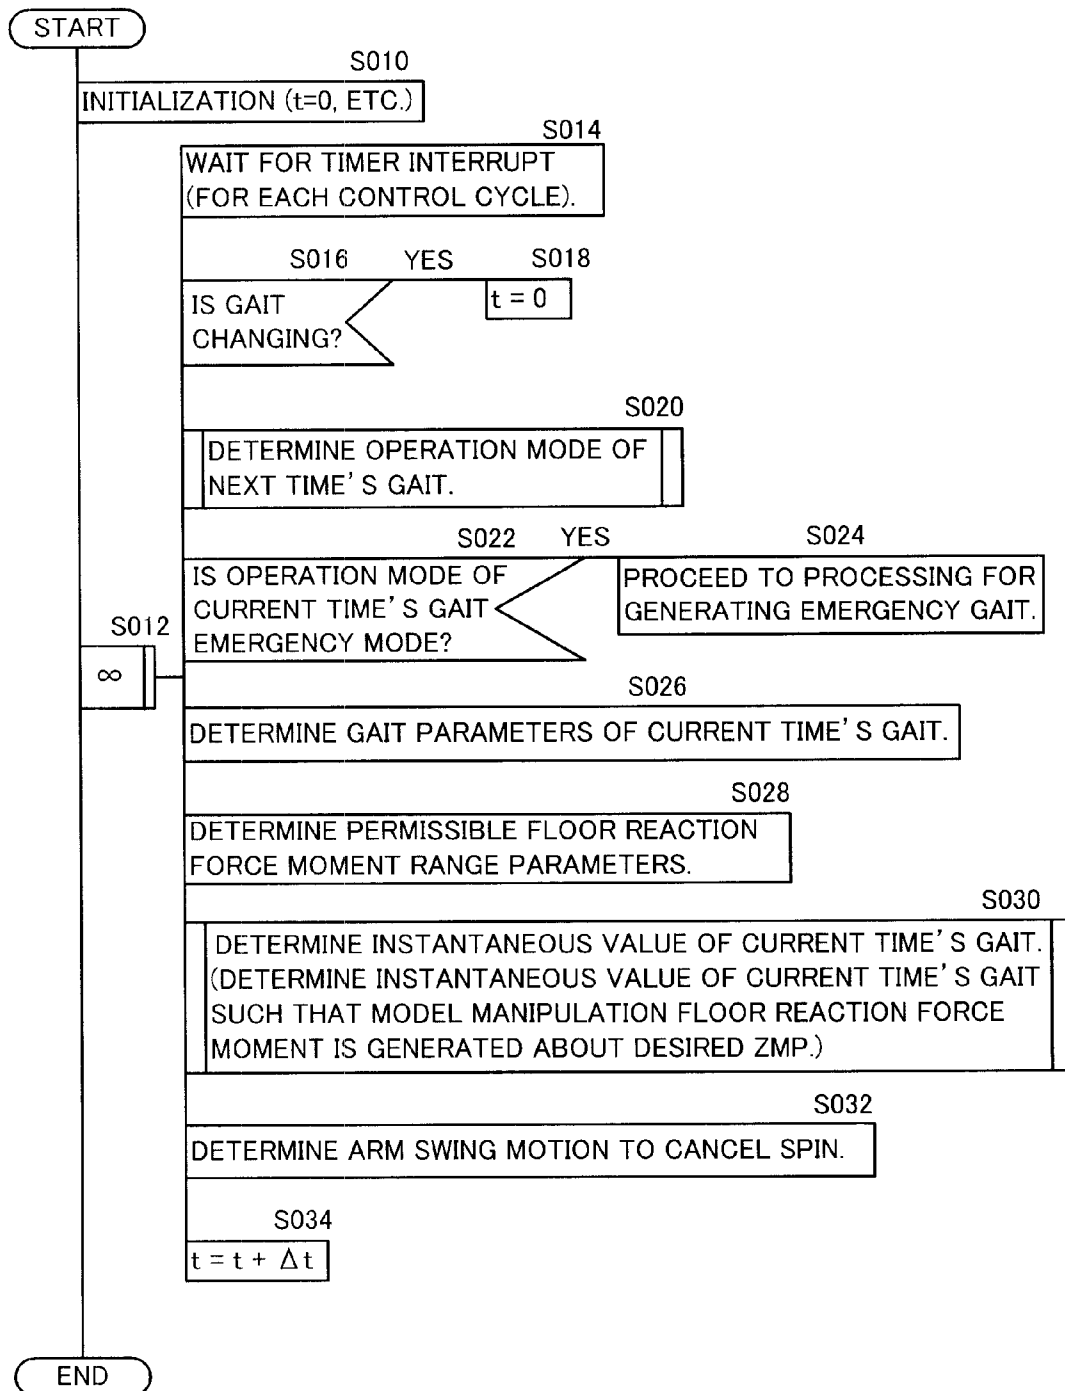 START
S010
INITIALIZATION (t=0, ETC.)
S014
WAIT FOR TIMER INTERRUPT
(FOR EACH CONTROL CYCLE).
S016 YES S018
IS GAIT
CHANGING?
t = 0
S020
DETERMINE OPERATION MODE OF
NEXT TIME'S GAIT.
S022 YES S024
IS OPERATION MODE OF
CURRENT TIME'S GAIT
EMERGENCY MODE?
PROCEED TO PROCESSING FOR
GENERATING EMERGENCY GAIT.
S012
∞
S026
DETERMINE GAIT PARAMETERS OF CURRENT TIME'S GAIT.
S028
DETERMINE PERMISSIBLE FLOOR REACTION
FORCE MOMENT RANGE PARAMETERS.
S030
DETERMINE INSTANTANEOUS VALUE OF CURRENT TIME'S GAIT.
(DETERMINE INSTANTANEOUS VALUE OF CURRENT TIME'S GAIT
SUCH THAT MODEL MANIPULATION FLOOR REACTION FORCE
MOMENT IS GENERATED ABOUT DESIRED ZMP.)
S032
DETERMINE ARM SWING MOTION TO CANCEL SPIN.
S034
t = t + Δt
END